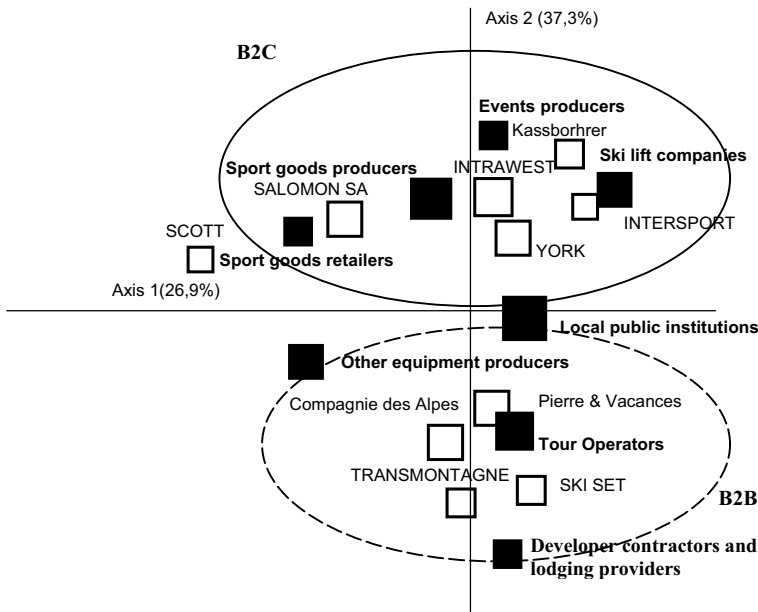 Axis 2 (37,3%)
B2C
Events producers
Kassborhrer
Sport goods producers
INTRAWEST
Ski lift companies
SALOMON SA
INTERSPORT
SCOTT
Sport goods retailers
YORK
Axis 1(26,9%)
Local public institutions
Other equipment producers
Compagnie des Alpes
Pierre & Vacances
Tour Operators
TRANSMONTAGNE
SKI SET
B2B
Developer contractors and
lodging providers